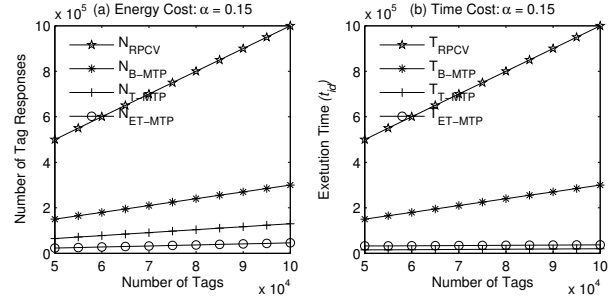 (a) Energy Cost: α = 0.15
x 10^5
10
8
6
4
2
0
Number of Tag Responses
N_RPCV
N_B−MTP
N_T−MTP
N_ET−MTP
5 6 7 8 9 10
Number of Tags
x 10^4
(b) Time Cost: α = 0.15
x 10^5
10
8
6
4
2
0
Exetution Time (t_id)
T_RPCV
T_B−MTP
T_T−MTP
T_ET−MTP
5 6 7 8 9 10
Number of Tags
x 10^4